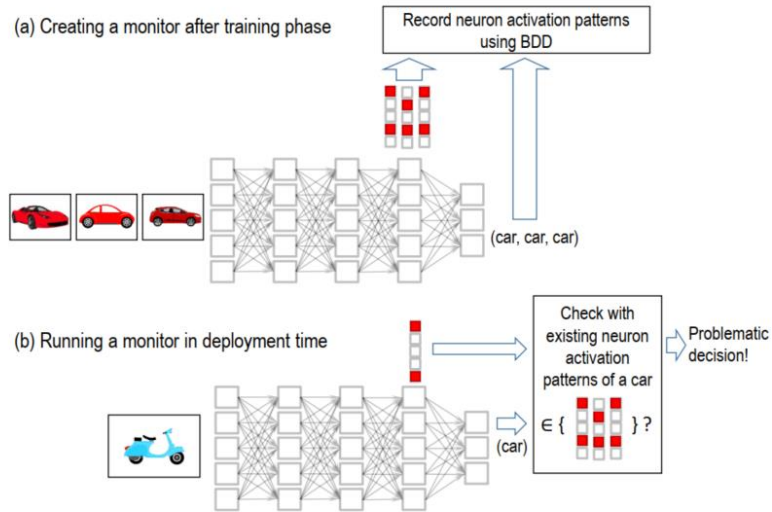 (a) Creating a monitor after training phase
Record neuron activation patterns
using BDD
(car, car, car)
(b) Running a monitor in deployment time
Check with
existing neuron
activation
patterns of a car
∈ { } ?
(car)
Problematic
decision!